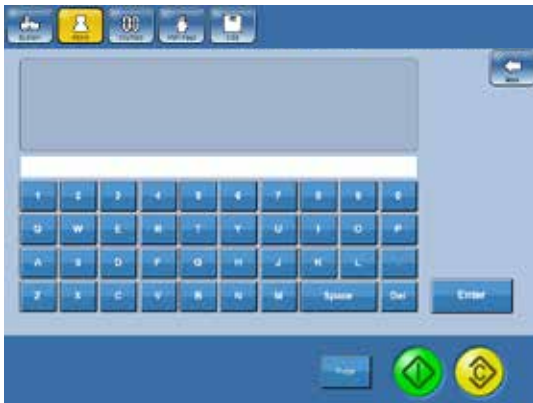 1 2 3 4 5 6 7 8 9 0
Q W E R T Y U I O P
A S D F G H J K L
Z X C V B N M Space Del Enter
C